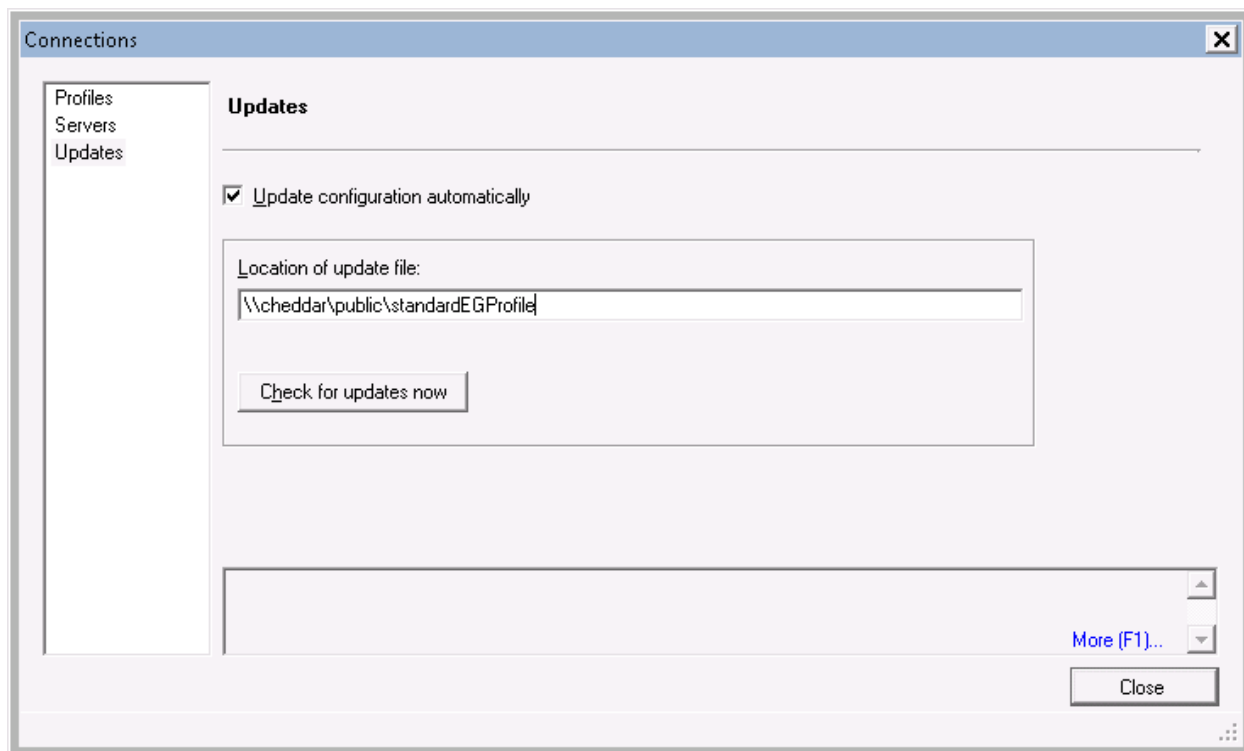 Connections
Profiles
Servers
Updates
Updates
Update configuration automatically
Location of update file:
\\cheddar\public\standardEGProfile
Check for updates now
More (F1)...
Close